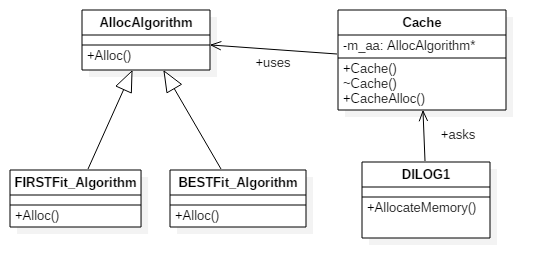 AllocAlgorithm
+Alloc()
Cache
-m_aa: AllocAlgorithm*
+Cache()
~Cache()
+CacheAlloc()
+uses
+asks
FIRSTFit_Algorithm
+Alloc()
BESTFit_Algorithm
+Alloc()
DILOG1
+AllocateMemory()